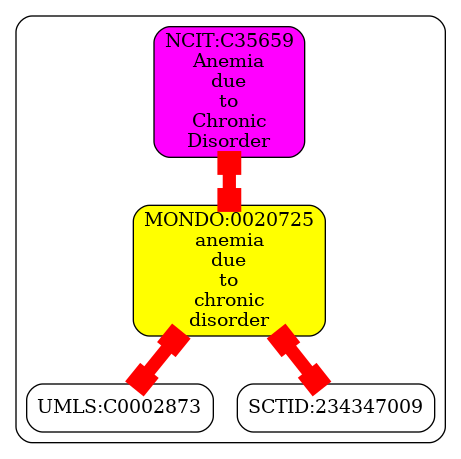 NCIT:C35659
Anemia
due
to
Chronic
Disorder
MONDO:0020725
anemia
due
to
chronic
disorder
UMLS:C0002873
SCTID:234347009